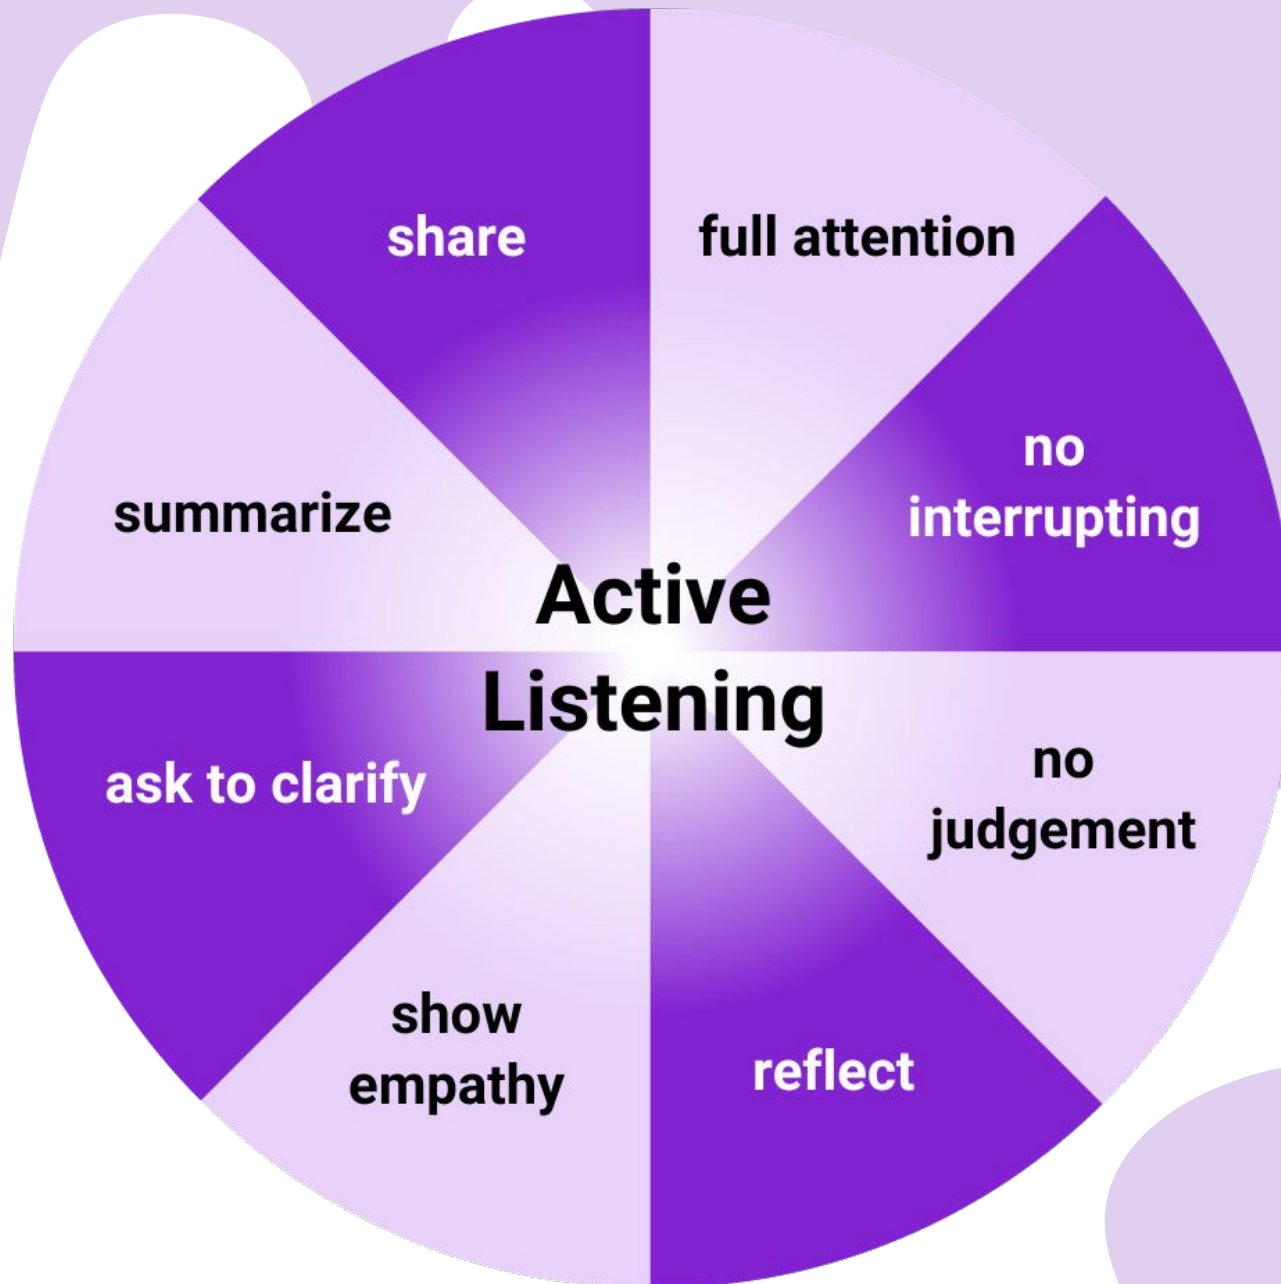 share
full attention
no
interrupting
summarize
Active
Listening
no
judgement
ask to clarify
show
empathy
reflect